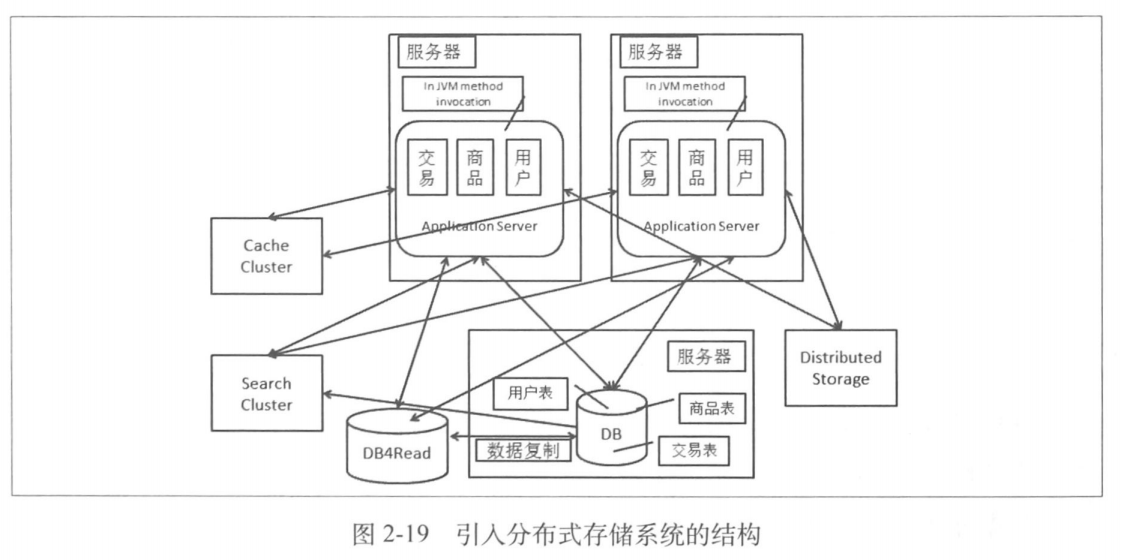 服务器
服务器
In JVM method
invocation
In JVM method
invocation
交易
商品
用户
交易
商品
用户
Application Server
Application Server
Cache
Cluster
Search
Cluster
服务器
Distributed
Storage
用户表
商品表
DB
交易表
DB4Read
数据复制
图 2-19 引入分布式存储系统的结构